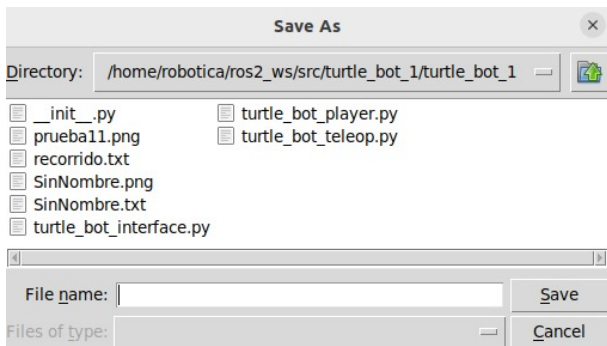 Save As
Directory: /home/robotica/ros2_ws/src/turtle_bot_1/turtle_bot_1
__init__.py
prueba11.png
recorrido.txt
SinNombre.png
SinNombre.txt
turtle_bot_interface.py
turtle_bot_player.py
turtle_bot_teleop.py
File name: Save
Files of type: Cancel